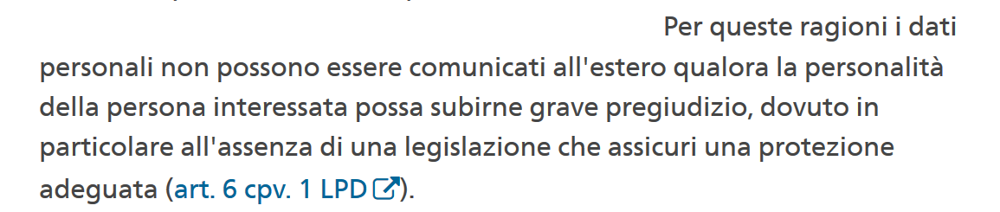 Per queste ragioni i dati
personali non possono essere comunicati all'estero qualora la personalità
della persona interessata possa subirne grave pregiudizio, dovuto in
particolare all'assenza di una legislazione che assicuri una protezione
adeguata (art. 6 cpv. 1 LPD).